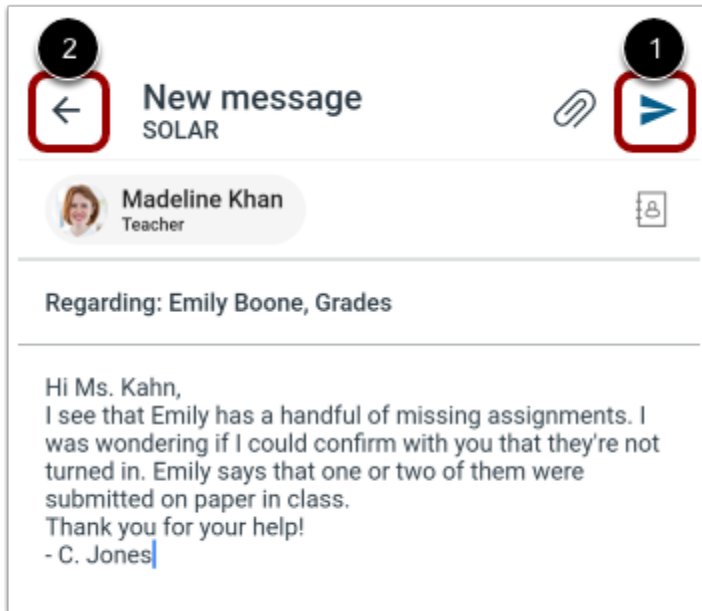 2
1
New message
SOLAR
Madeline Khan
Teacher
Regarding: Emily Boone, Grades
Hi Ms. Kahn,
I see that Emily has a handful of missing assignments. I
was wondering if I could confirm with you that they're not
turned in. Emily says that one or two of them were
submitted on paper in class.
Thank you for your help!
- C. Jones